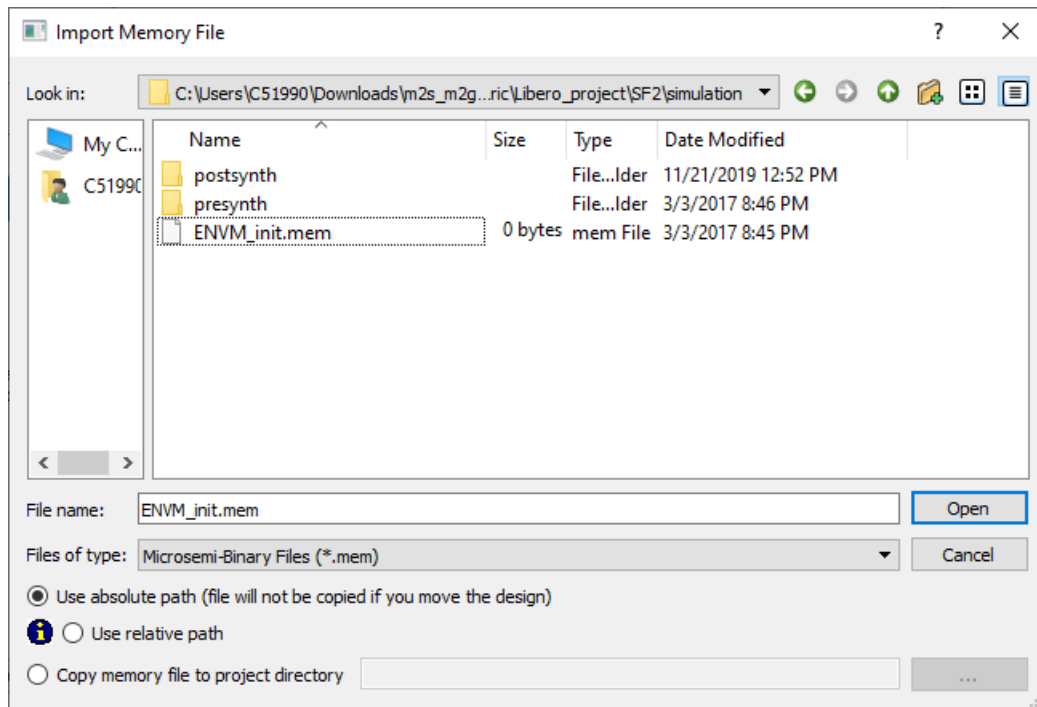 Import Memory File ?
Look in: C:\Users\C51990\Downloads\m2s_m2g...ric\Libero_project\SF2\simulation
My C... Name Size Type Date Modified
C5199 postsynth File...lder 11/21/2019 12:52 PM
presynth File...lder 3/3/2017 8:46 PM
ENVM_init.mem 0 bytes mem File 3/3/2017 8:45 PM
File name: ENVM_init.mem Open
Files of type: Microsemi-Binary Files (*.mem) Cancel
Use absolute path (file will not be copied if you move the design)
Use relative path
Copy memory file to project directory ...